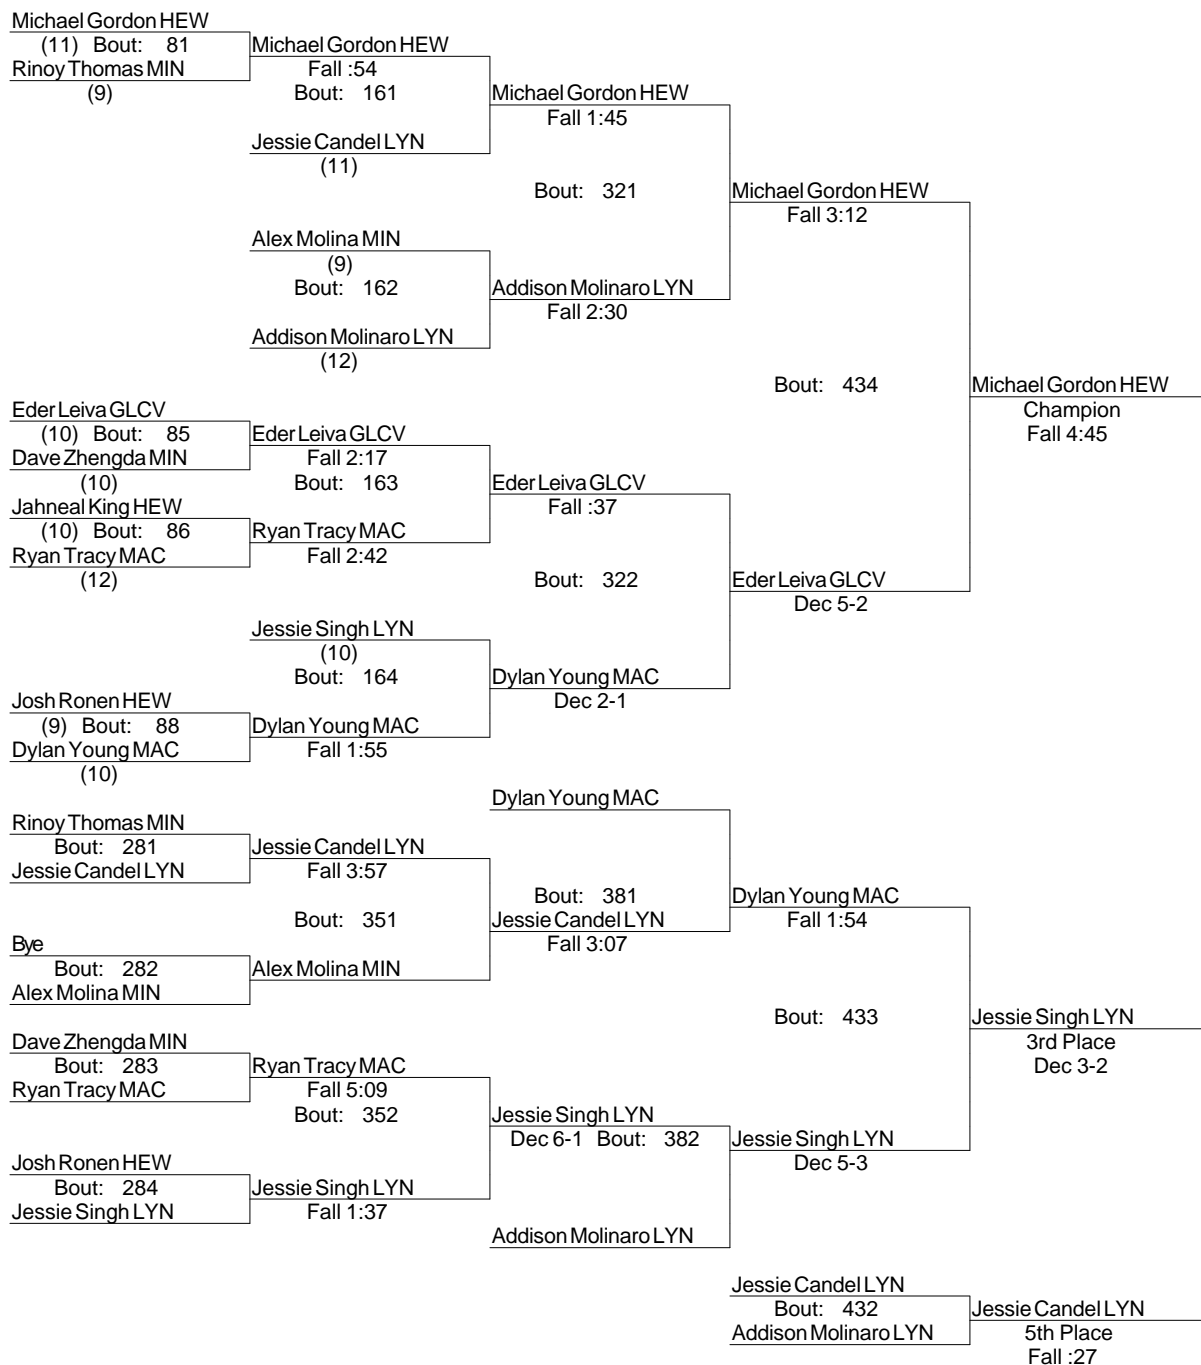 Michael Gordon HEW
(11) Bout: 81
Rinoy Thomas MIN
(9)
Michael Gordon HEW
Fall :54
Bout: 161
Jessie Candel LYN
(11)
Michael Gordon HEW
Fall 1:45
Bout: 321
Alex Molina MIN
(9)
Bout: 162
Addison Molinaro LYN
(12)
Addison Molinaro LYN
Fall 2:30
Michael Gordon HEW
Fall 3:12
Bout: 434
Michael Gordon HEW
Champion
Fall 4:45
Eder Leiva GLCV
(10) Bout: 85
Dave Zhengda MIN
(10)
Jahneal King HEW
(10) Bout: 86
Ryan Tracy MAC
(12)
Eder Leiva GLCV
Fall 2:17
Bout: 163
Ryan Tracy MAC
Fall 2:42
Eder Leiva GLCV
Fall :37
Bout: 322
Eder Leiva GLCV
Dec 5-2
Jessie Singh LYN
(10)
Bout: 164
Dylan Young MAC
Dec 2-1
Josh Ronen HEW
(9) Bout: 88
Dylan Young MAC
(10)
Dylan Young MAC
Fall 1:55
Rinoy Thomas MIN
Bout: 281
Jessie Candel LYN
Jessie Candel LYN
Fall 3:57
Bout: 351
Bye
Bout: 282
Alex Molina MIN
Alex Molina MIN
Dylan Young MAC
Bout: 381
Jessie Candel LYN
Fall 3:07
Dylan Young MAC
Fall 1:54
Bout: 433
Jessie Singh LYN
3rd Place
Dec 3-2
Dave Zhengda MIN
Bout: 283
Ryan Tracy MAC
Ryan Tracy MAC
Fall 5:09
Bout: 352
Josh Ronen HEW
Bout: 284
Jessie Singh LYN
Jessie Singh LYN
Fall 1:37
Jessie Singh LYN
Dec 6-1 Bout: 382
Addison Molinaro LYN
Jessie Singh LYN
Dec 5-3
Jessie Candel LYN
Bout: 432
Addison Molinaro LYN
Jessie Candel LYN
5th Place
Fall :27